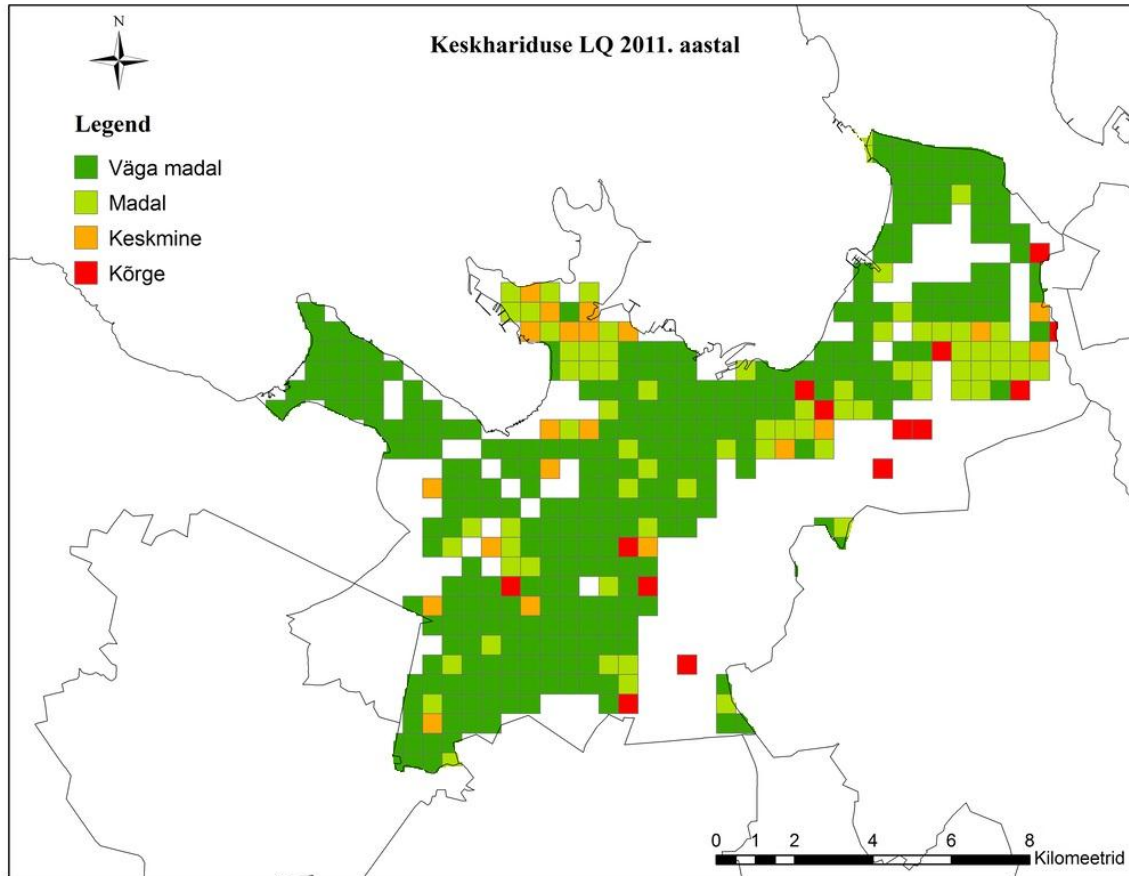 N
Keskhariduse LQ 2011. aastal
Legend
Väga madal
Madal
Keskmine
Kõrge
0 1 2 4 6 8
Kilomeetrid